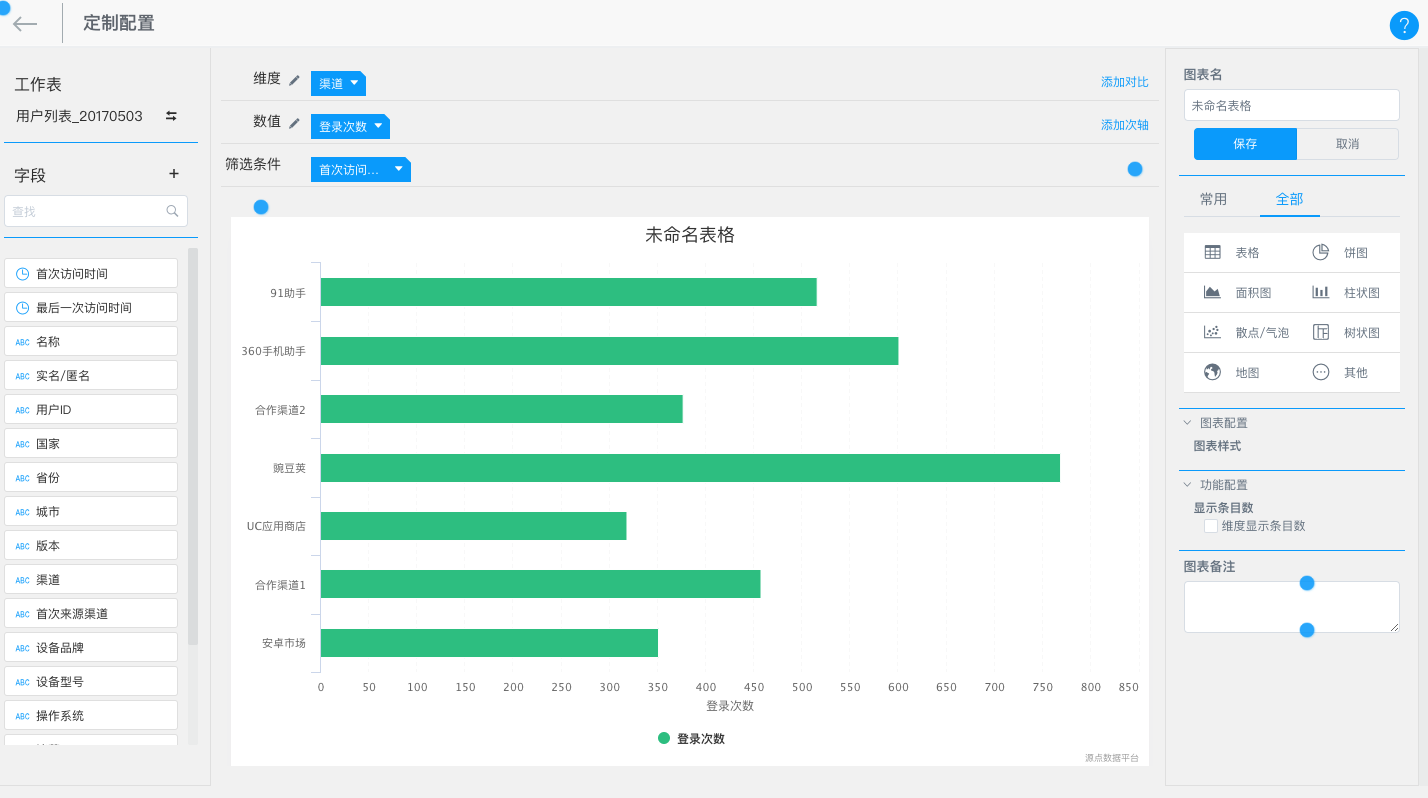 定制配置
?
工作表
用户列表_20170503
字段
+
查找
首次访问时间
最后一次访问时间
ABC 名称
ABC 实名/匿名
ABC 用户ID
ABC 国家
ABC 省份
ABC 城市
ABC 版本
ABC 渠道
ABC 首次来源渠道
ABC 设备品牌
ABC 设备型号
ABC 操作系统
维度 渠道 添加对比
数值 登录次数 添加次轴
筛选条件 首次访问...
未命名表格
91助手
360手机助手
合作渠道2
豌豆荚
UC应用商店
合作渠道1
安卓市场
0 50 100 150 200 250 300 350 400 450 500 550 600 650 700 750 800 850
登录次数
登录次数
源点数据平台
图表名
未命名表格
保存 取消
常用 全部
表格 饼图
面积图 柱状图
散点/气泡 树状图
地图 其他
图表配置
图表样式
功能配置
显示条目数
维度显示条目数
图表备注